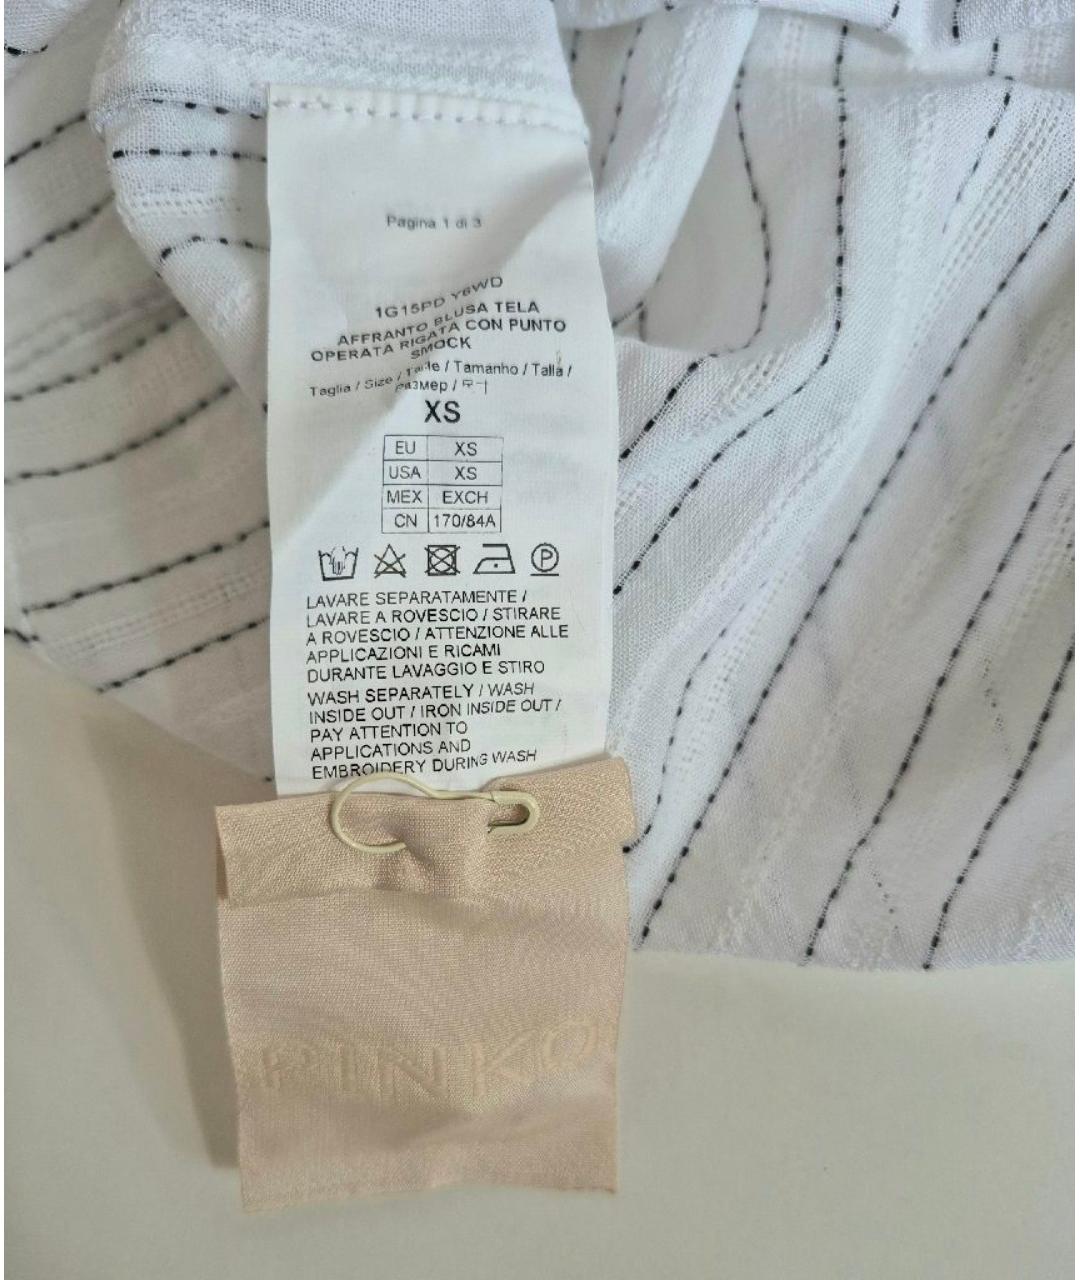 Pagina 1 di 3
1G15PD Y6WD
AFFRANTO BLUSA TELA
OPERATA RIGATA CON PUNTO
SMOCK
Taglia / Size / Taille / Tamanho / Talla /
размер /
XS
EU XS
USA XS
MEX EXCH
CN 170/84A
P
LAVARE SEPARATAMENTE /
LAVARE A ROVESCIO / STIRARE
A ROVESCIO / ATTENZIONE ALLE
APPLICAZIONI E RICAMI
DURANTE LAVAGGIO E STIRO
WASH SEPARATELY / WASH
INSIDE OUT / IRON INSIDE OUT /
PAY ATTENTION TO
APPLICATIONS AND
EMBROIDERY DURING WASH
PINKO